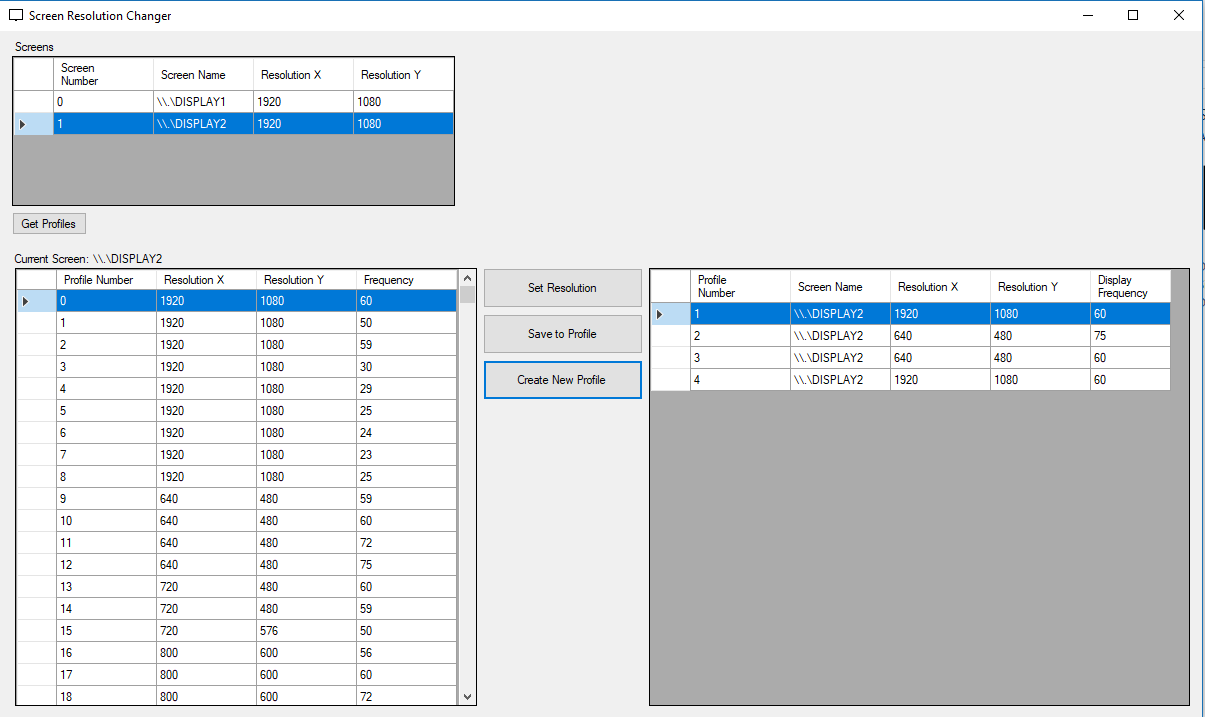 Screen Resolution Changer
Screens
Screen Number Screen Name Resolution X Resolution Y
0 \\.\DISPLAY1 1920 1080
1 \\.\DISPLAY2 1920 1080
Get Profiles
Current Screen: \\.\DISPLAY2
Profile Number Resolution X Resolution Y Frequency
0 1920 1080 60
1 1920 1080 50
2 1920 1080 59
3 1920 1080 30
4 1920 1080 29
5 1920 1080 25
6 1920 1080 24
7 1920 1080 23
8 1920 1080 25
9 640 480 59
10 640 480 60
11 640 480 72
12 640 480 75
13 720 480 60
14 720 480 59
15 720 576 50
16 800 600 56
17 800 600 60
18 800 600 72
Set Resolution
Save to Profile
Create New Profile
Profile Number Screen Name Resolution X Resolution Y Display Frequency
1 \\.\DISPLAY2 1920 1080 60
2 \\.\DISPLAY2 640 480 75
3 \\.\DISPLAY2 640 480 60
4 \\.\DISPLAY2 1920 1080 60